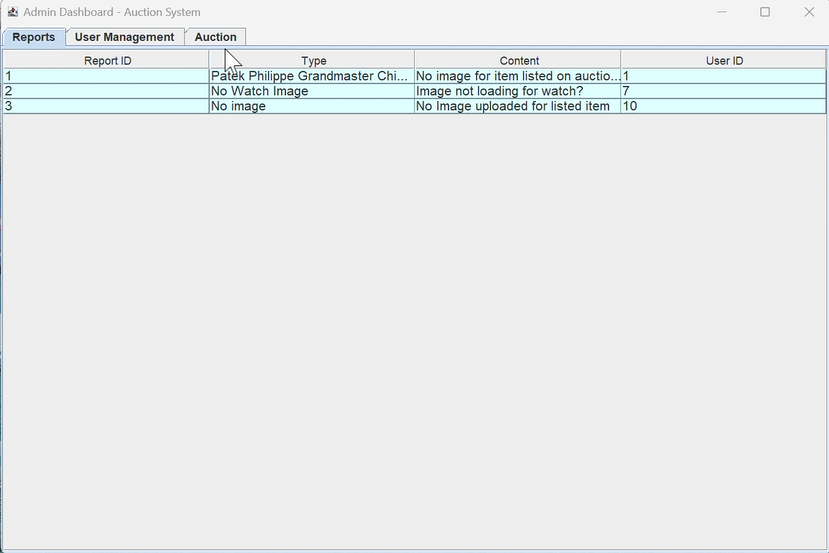 Admin Dashboard - Auction System
Reports User Management Auction
Report ID Type Content User ID
1 Patek Philippe Grandmaster Chi... No image for item listed on auctio... 1
2 No Watch Image Image not loading for watch? 7
3 No image No Image uploaded for listed item 10